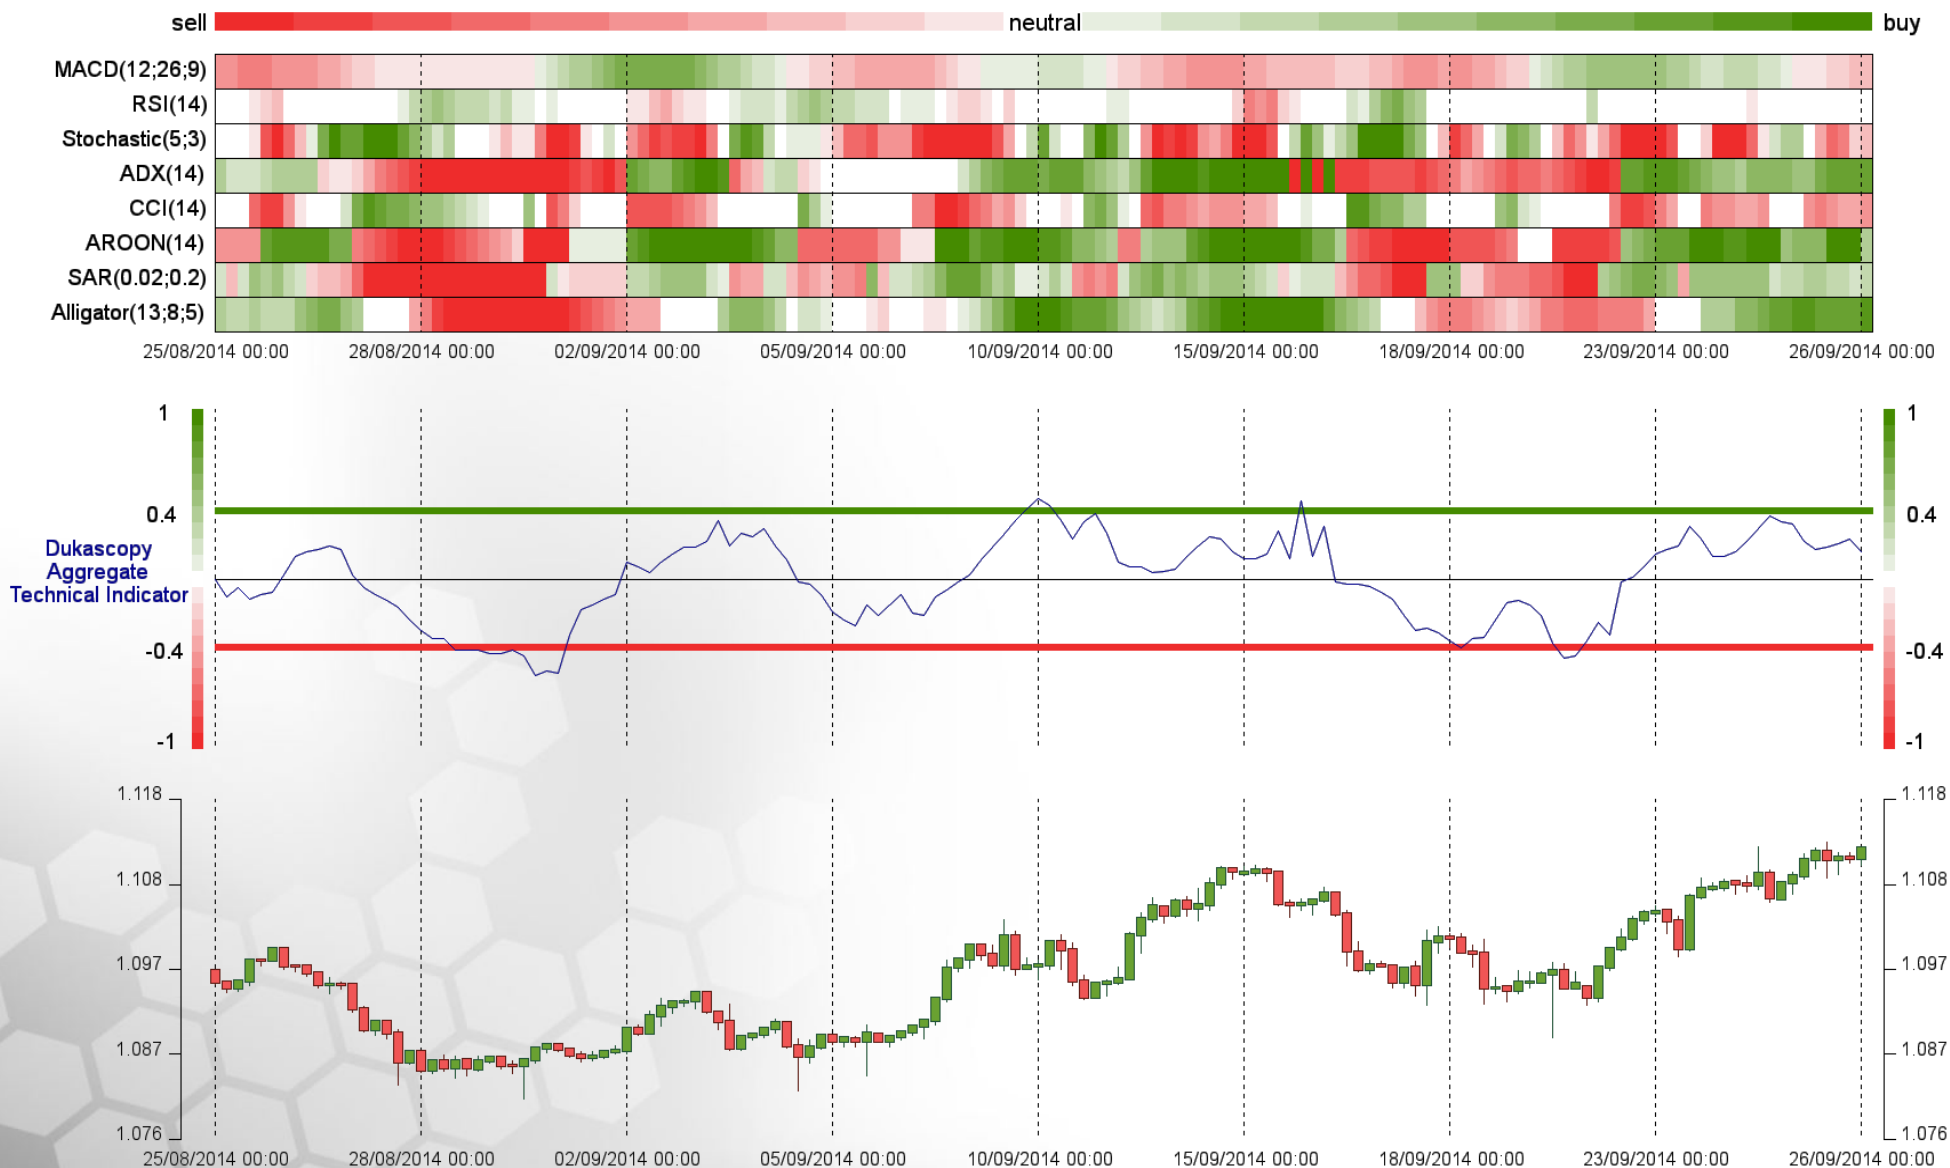 sell neutral buy
MACD(12;26;9)
RSI(14)
Stochastic(5;3)
ADX(14)
CCI(14)
AROON(14)
SAR(0.02;0.2)
Alligator(13;8;5)
25/08/2014 00:00 28/08/2014 00:00 02/09/2014 00:00 05/09/2014 00:00 10/09/2014 00:00 15/09/2014 00:00 18/09/2014 00:00 23/09/2014 00:00 26/09/2014 00:00
1 1
0.4 0.4
Dukascopy
Aggregate
Technical Indicator
-0.4 -0.4
-1 -1
1.118 1.118
1.108 1.108
1.097 1.097
1.087 1.087
1.076 1.076
25/08/2014 00:00 28/08/2014 00:00 02/09/2014 00:00 05/09/2014 00:00 10/09/2014 00:00 15/09/2014 00:00 18/09/2014 00:00 23/09/2014 00:00 26/09/2014 00:00